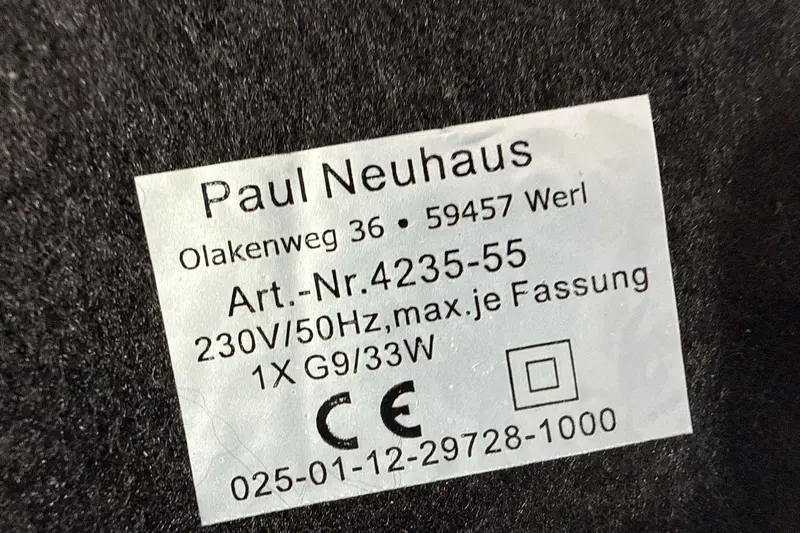 Paul Neuhaus
Olakenweg 36 • 59457 Werl
Art.-Nr.4235-55
230V/50Hz,max.je Fassung
1X G9/33W
CE
025-01-12-29728-1000